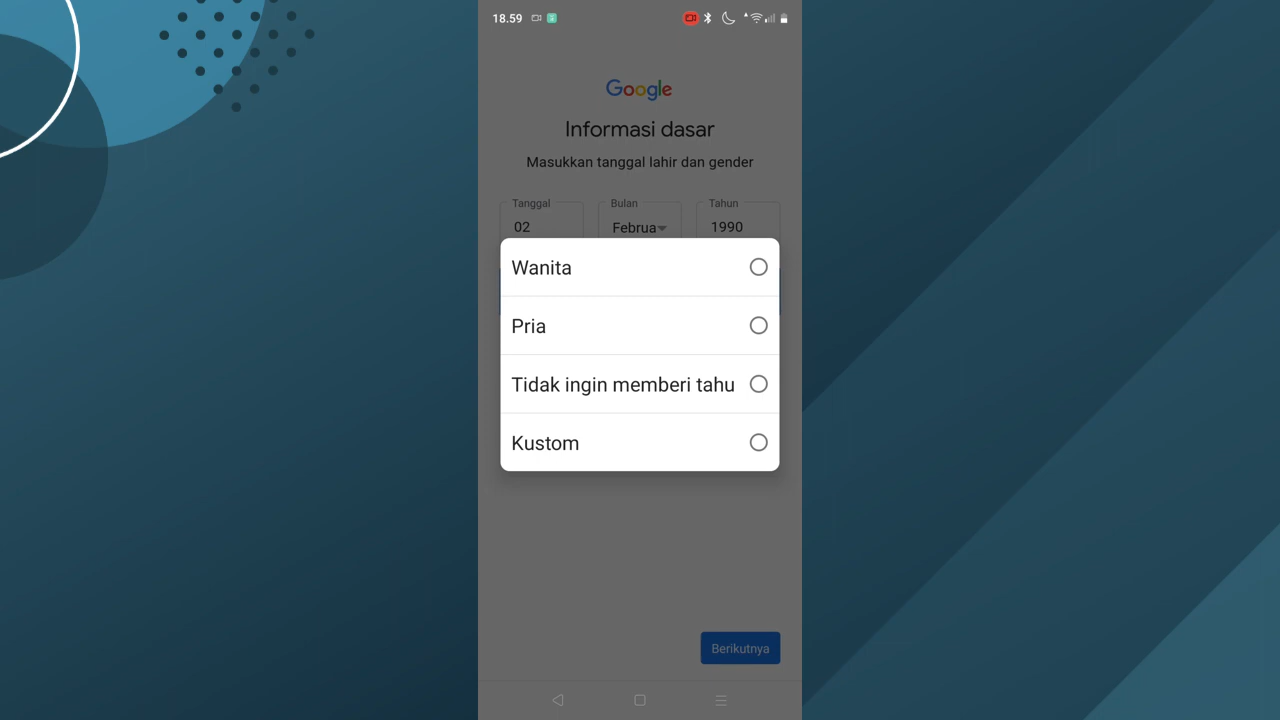 18.59
Google
Informasi dasar
Masukkan tanggal lahir dan gender
Tanggal Bulan Tahun
02 Februa 1990
Wanita
Pria
Tidak ingin memberi tahu
Kustom
Berikutnya